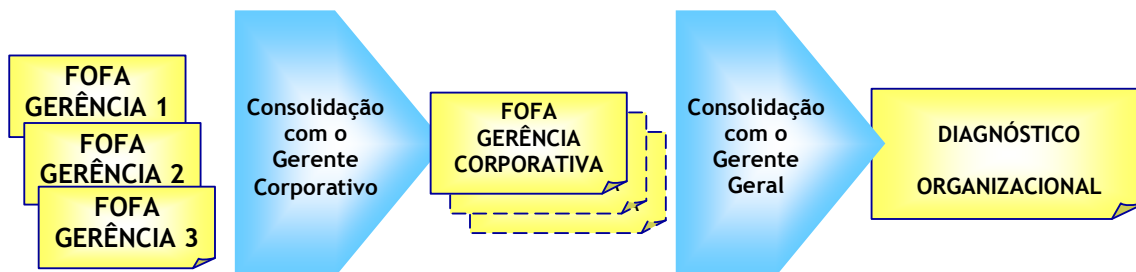 FOFA
GERÊNCIA 1
FOFA
GERÊNCIA 2
FOFA
GERÊNCIA 3
Consolidação
com o
Gerente
Corporativo
FOFA
GERÊNCIA
CORPORATIVA
Consolidação
com o
Gerente
Geral
DIAGNÓSTICO
ORGANIZACIONAL